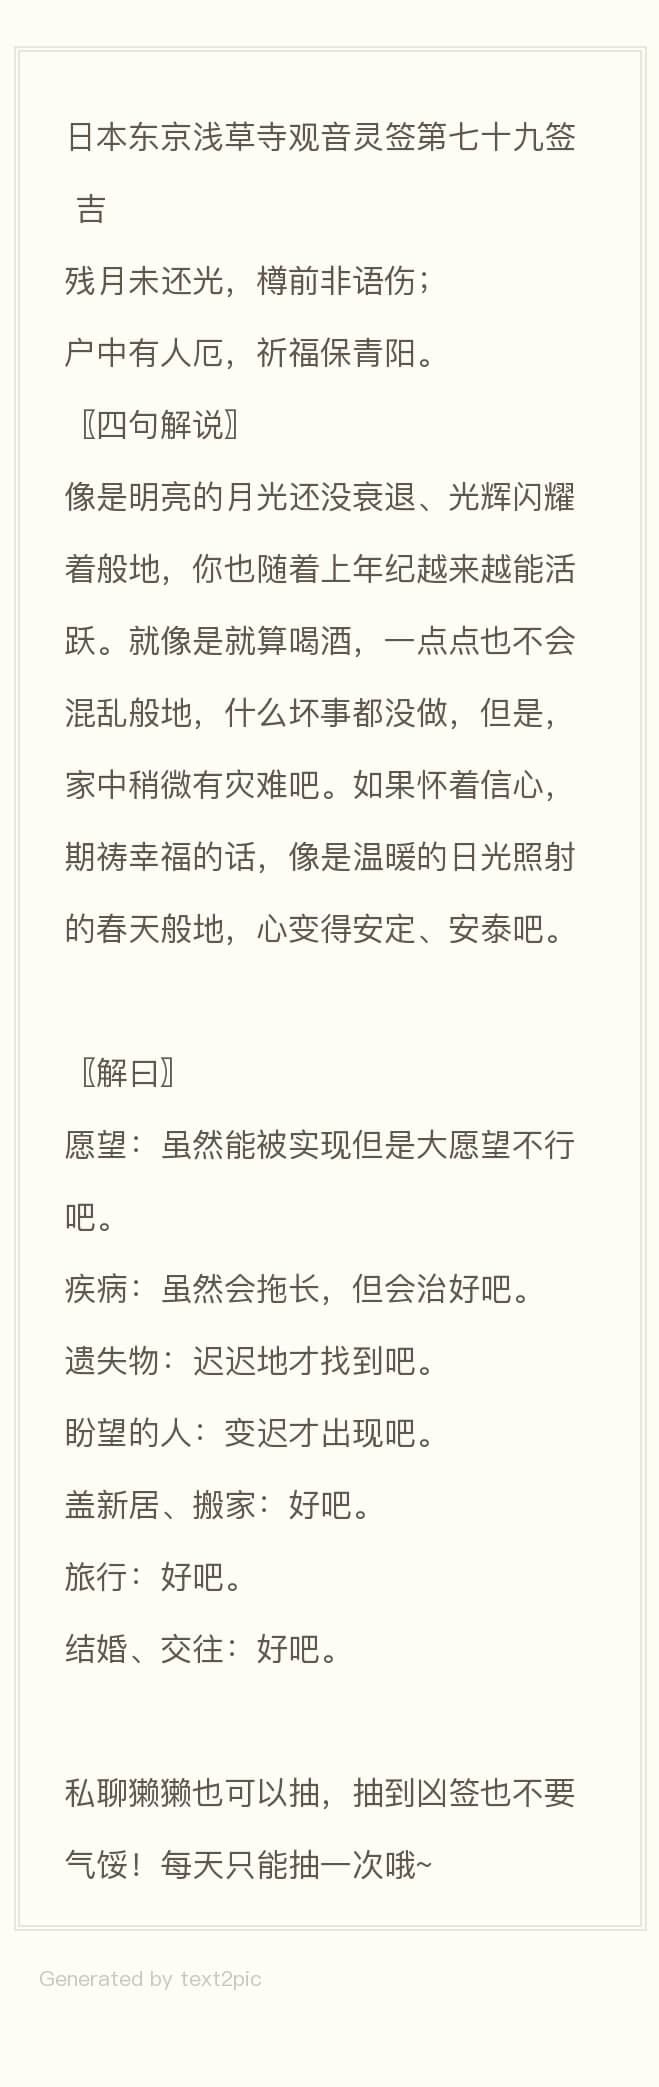 日本东京浅草寺观音灵签第七十九签
吉
残月未还光，樽前非语伤；
户中有人厄，祈福保青阳。
〖四句解说〗
像是明亮的月光还没衰退、光辉闪耀
着般地，你也随着上年纪越来越能活
跃。就像是就算喝酒，一点点也不会
混乱般地，什么坏事都没做，但是，
家中稍微有灾难吧。如果怀着信心，
期祷幸福的话，像是温暖的日光照射
的春天般地，心变得安定、安泰吧。
〖解曰〗
愿望：虽然能被实现但是大愿望不行
吧。
疾病：虽然会拖长，但会治好吧。
遗失物：迟迟地才找到吧。
盼望的人：变迟才出现吧。
盖新居、搬家：好吧。
旅行：好吧。
结婚、交往：好吧。
私聊獭獭也可以抽，抽到凶签也不要
气馁！每天只能抽一次哦~
Generated by text2pic